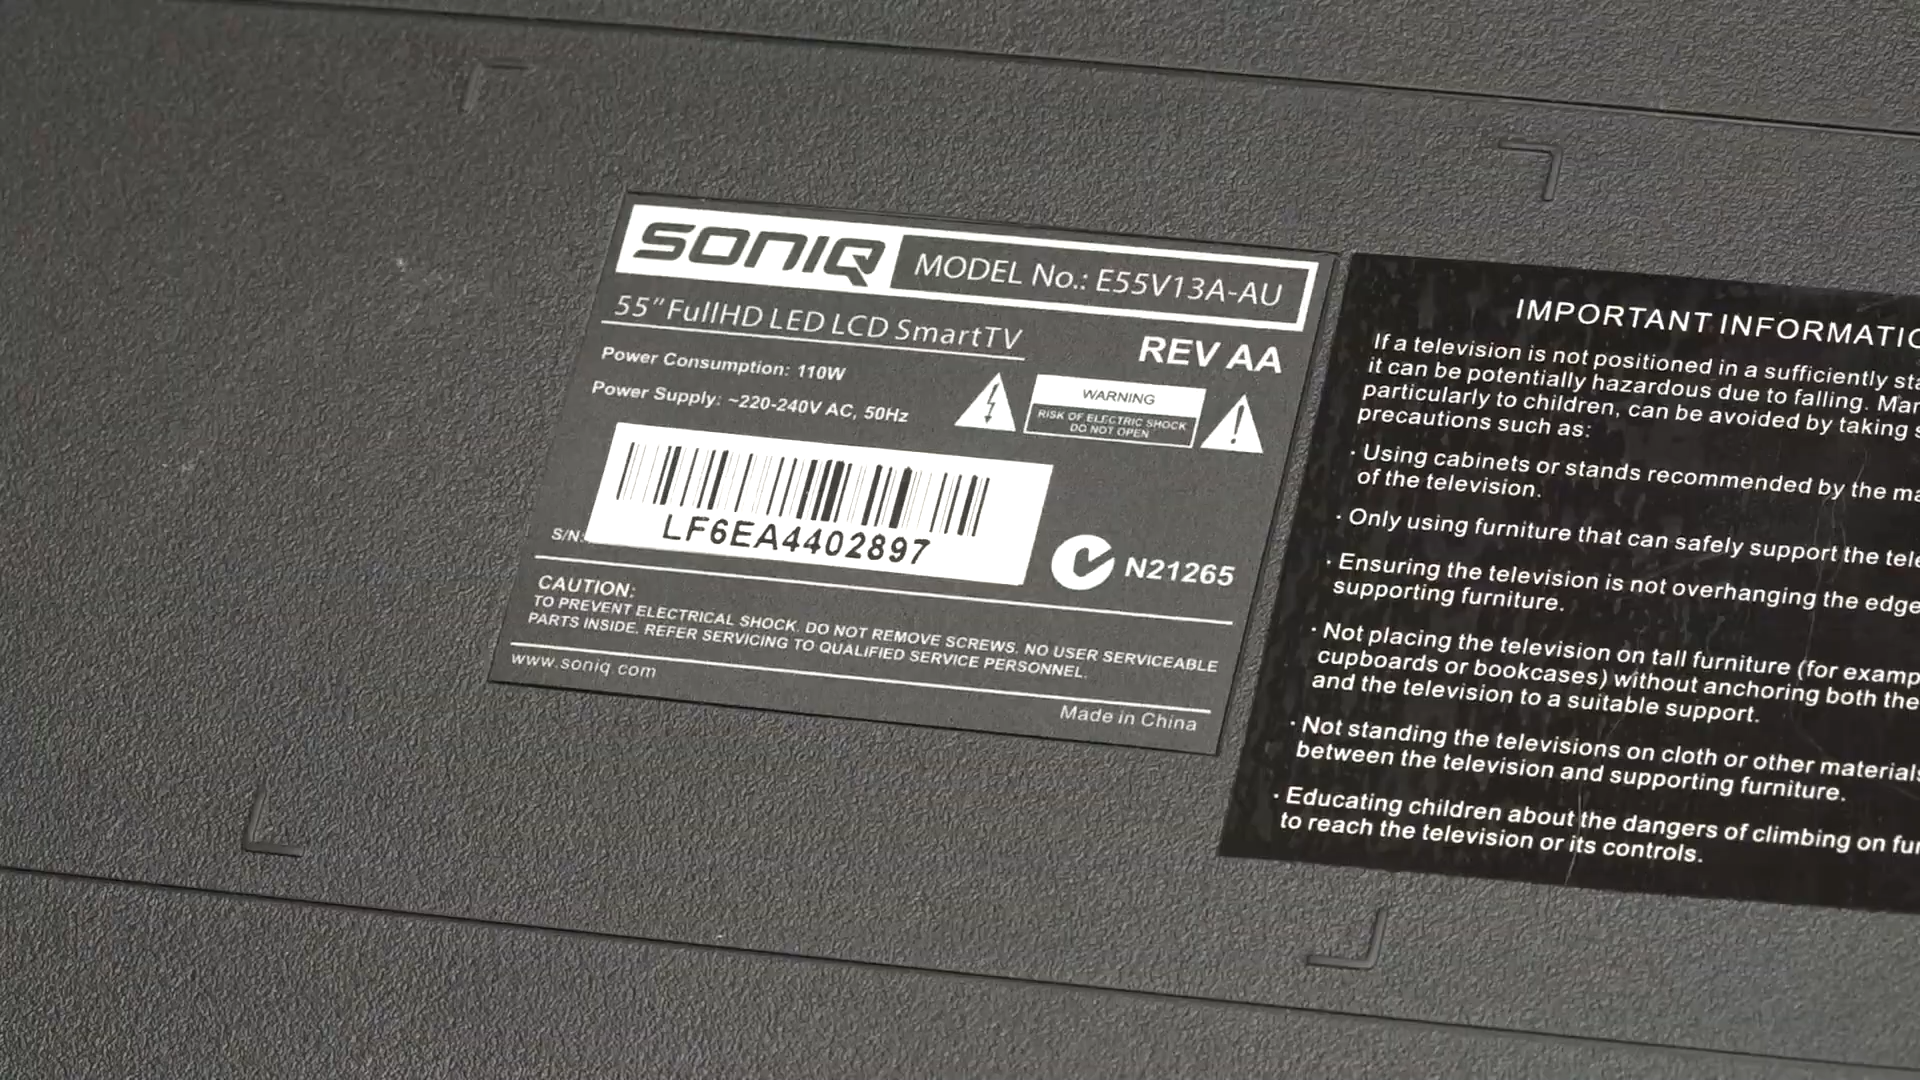 SONIQ
MODEL No.: E55V13A-AU
55" FullHD LED LCD SmartTV
REV AA
Power Consumption: 110W
Power Supply: ~220-240V AC, 50Hz
WARNING
RISK OF ELECTRIC SHOCK
DO NOT OPEN
S/N:
LF6EA4402897
N21265
CAUTION:
TO PREVENT ELECTRICAL SHOCK, DO NOT REMOVE SCREWS. NO USER SERVICEABLE
PARTS INSIDE. REFER SERVICING TO QUALIFIED SERVICE PERSONNEL.
www.soniq.com
Made in China
IMPORTANT
If a television is not positioned in a sufficiently
it can be potentially hazardous due to falling.
particularly to children, can be avoided by taking
precautions such as:
· Using cabinets or stands recommended by the
of the television.
· Only using furniture that can safely support the
· Ensuring the television is not overhanging the edge
supporting furniture.
· Not placing the television on tall furniture (for
cupboards or bookcases) without anchoring both the
and the television to a suitable support.
· Not standing the televisions on cloth or other materials
between the television and supporting furniture.
· Educating children about the dangers of climbing on
to reach the television or its controls.